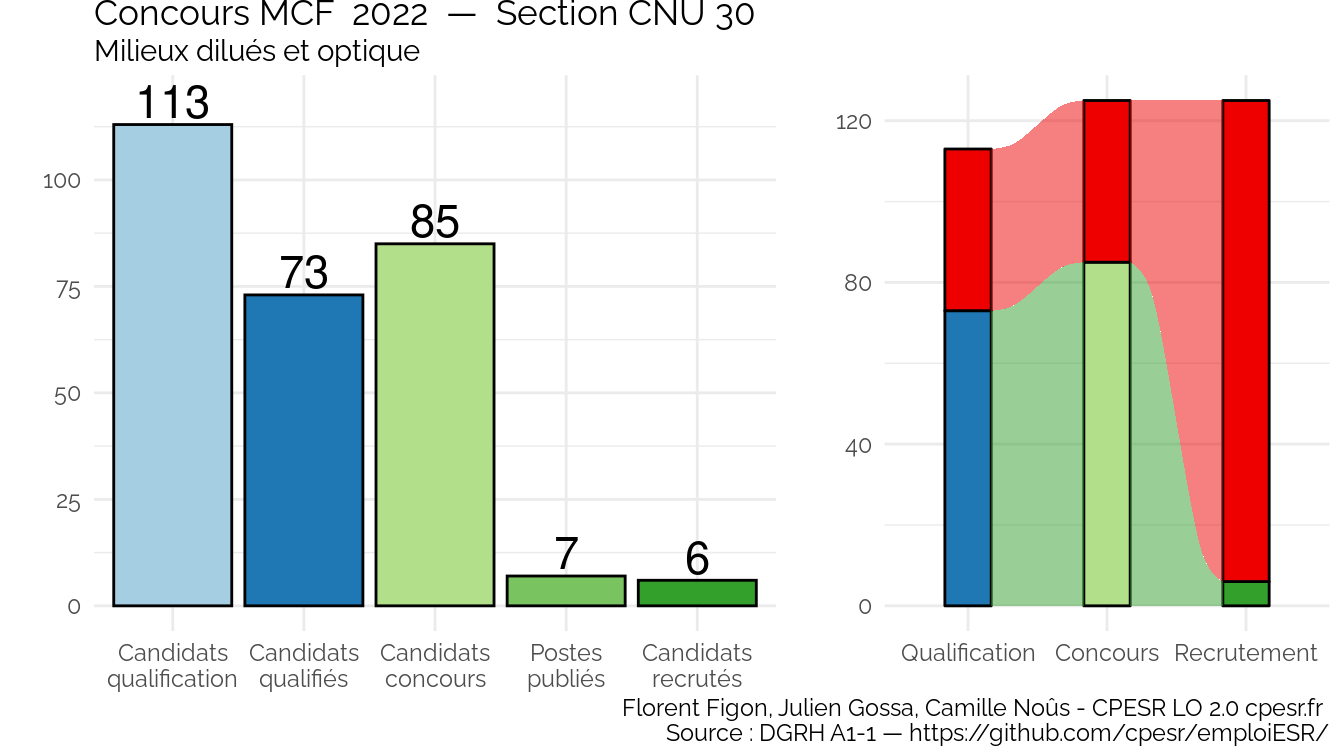 Concours MCF 2022 — Section CNU 30
Milieux dilués et optique
113
73
85
7
6
100
75
50
25
0
Candidats qualification
Candidats qualifiés
Candidats concours
Postes publiés
Candidats recrutés
120
80
40
0
Qualification
Concours
Recrutement
Florent Figon, Julien Gossa, Camille Noûs - CPESR LO 2.0 cpesr.fr
Source : DGRH A1-1 — https://github.com/cpesr/emploiESR/